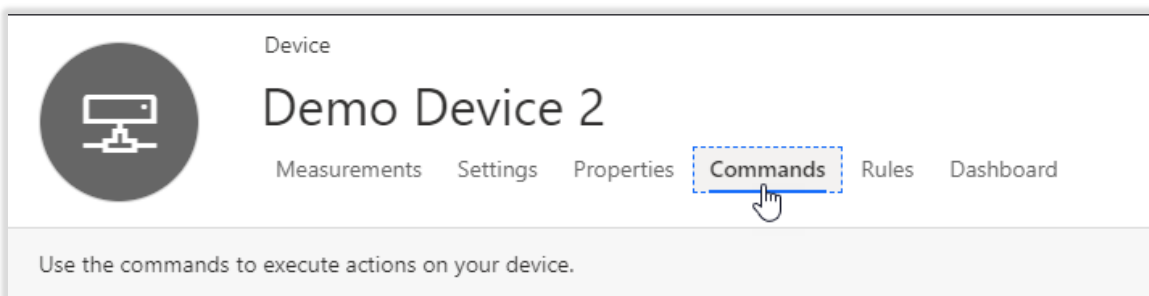 Device
Demo Device 2
Measurements Settings Properties Commands Rules Dashboard
Use the commands to execute actions on your device.